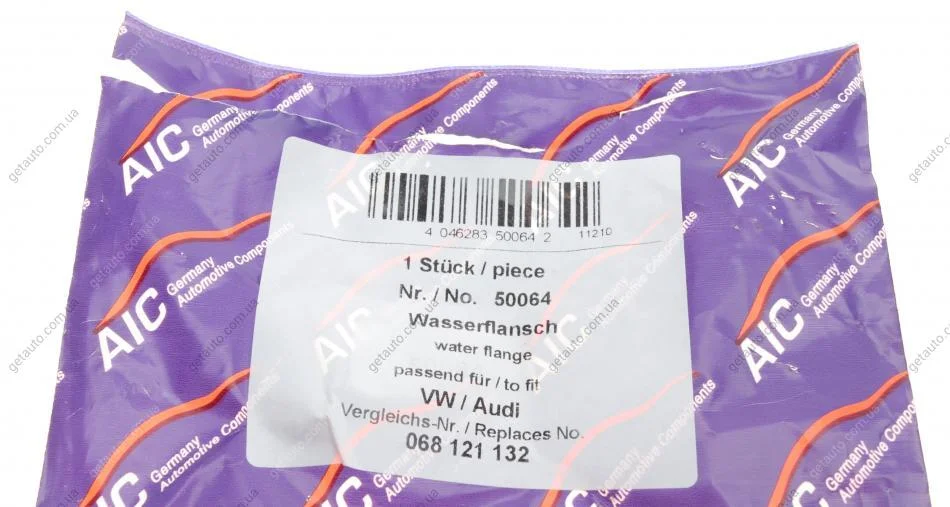 4 046283 50064 2 11210
1 Stück / piece
Nr. / No. 50064
Wasserflansch
water flange
passend für / to fit
VW / Audi
Vergleichs-Nr. / Replaces No.
068 121 132
AIC Germany
Automotive Components
getauto.com.ua